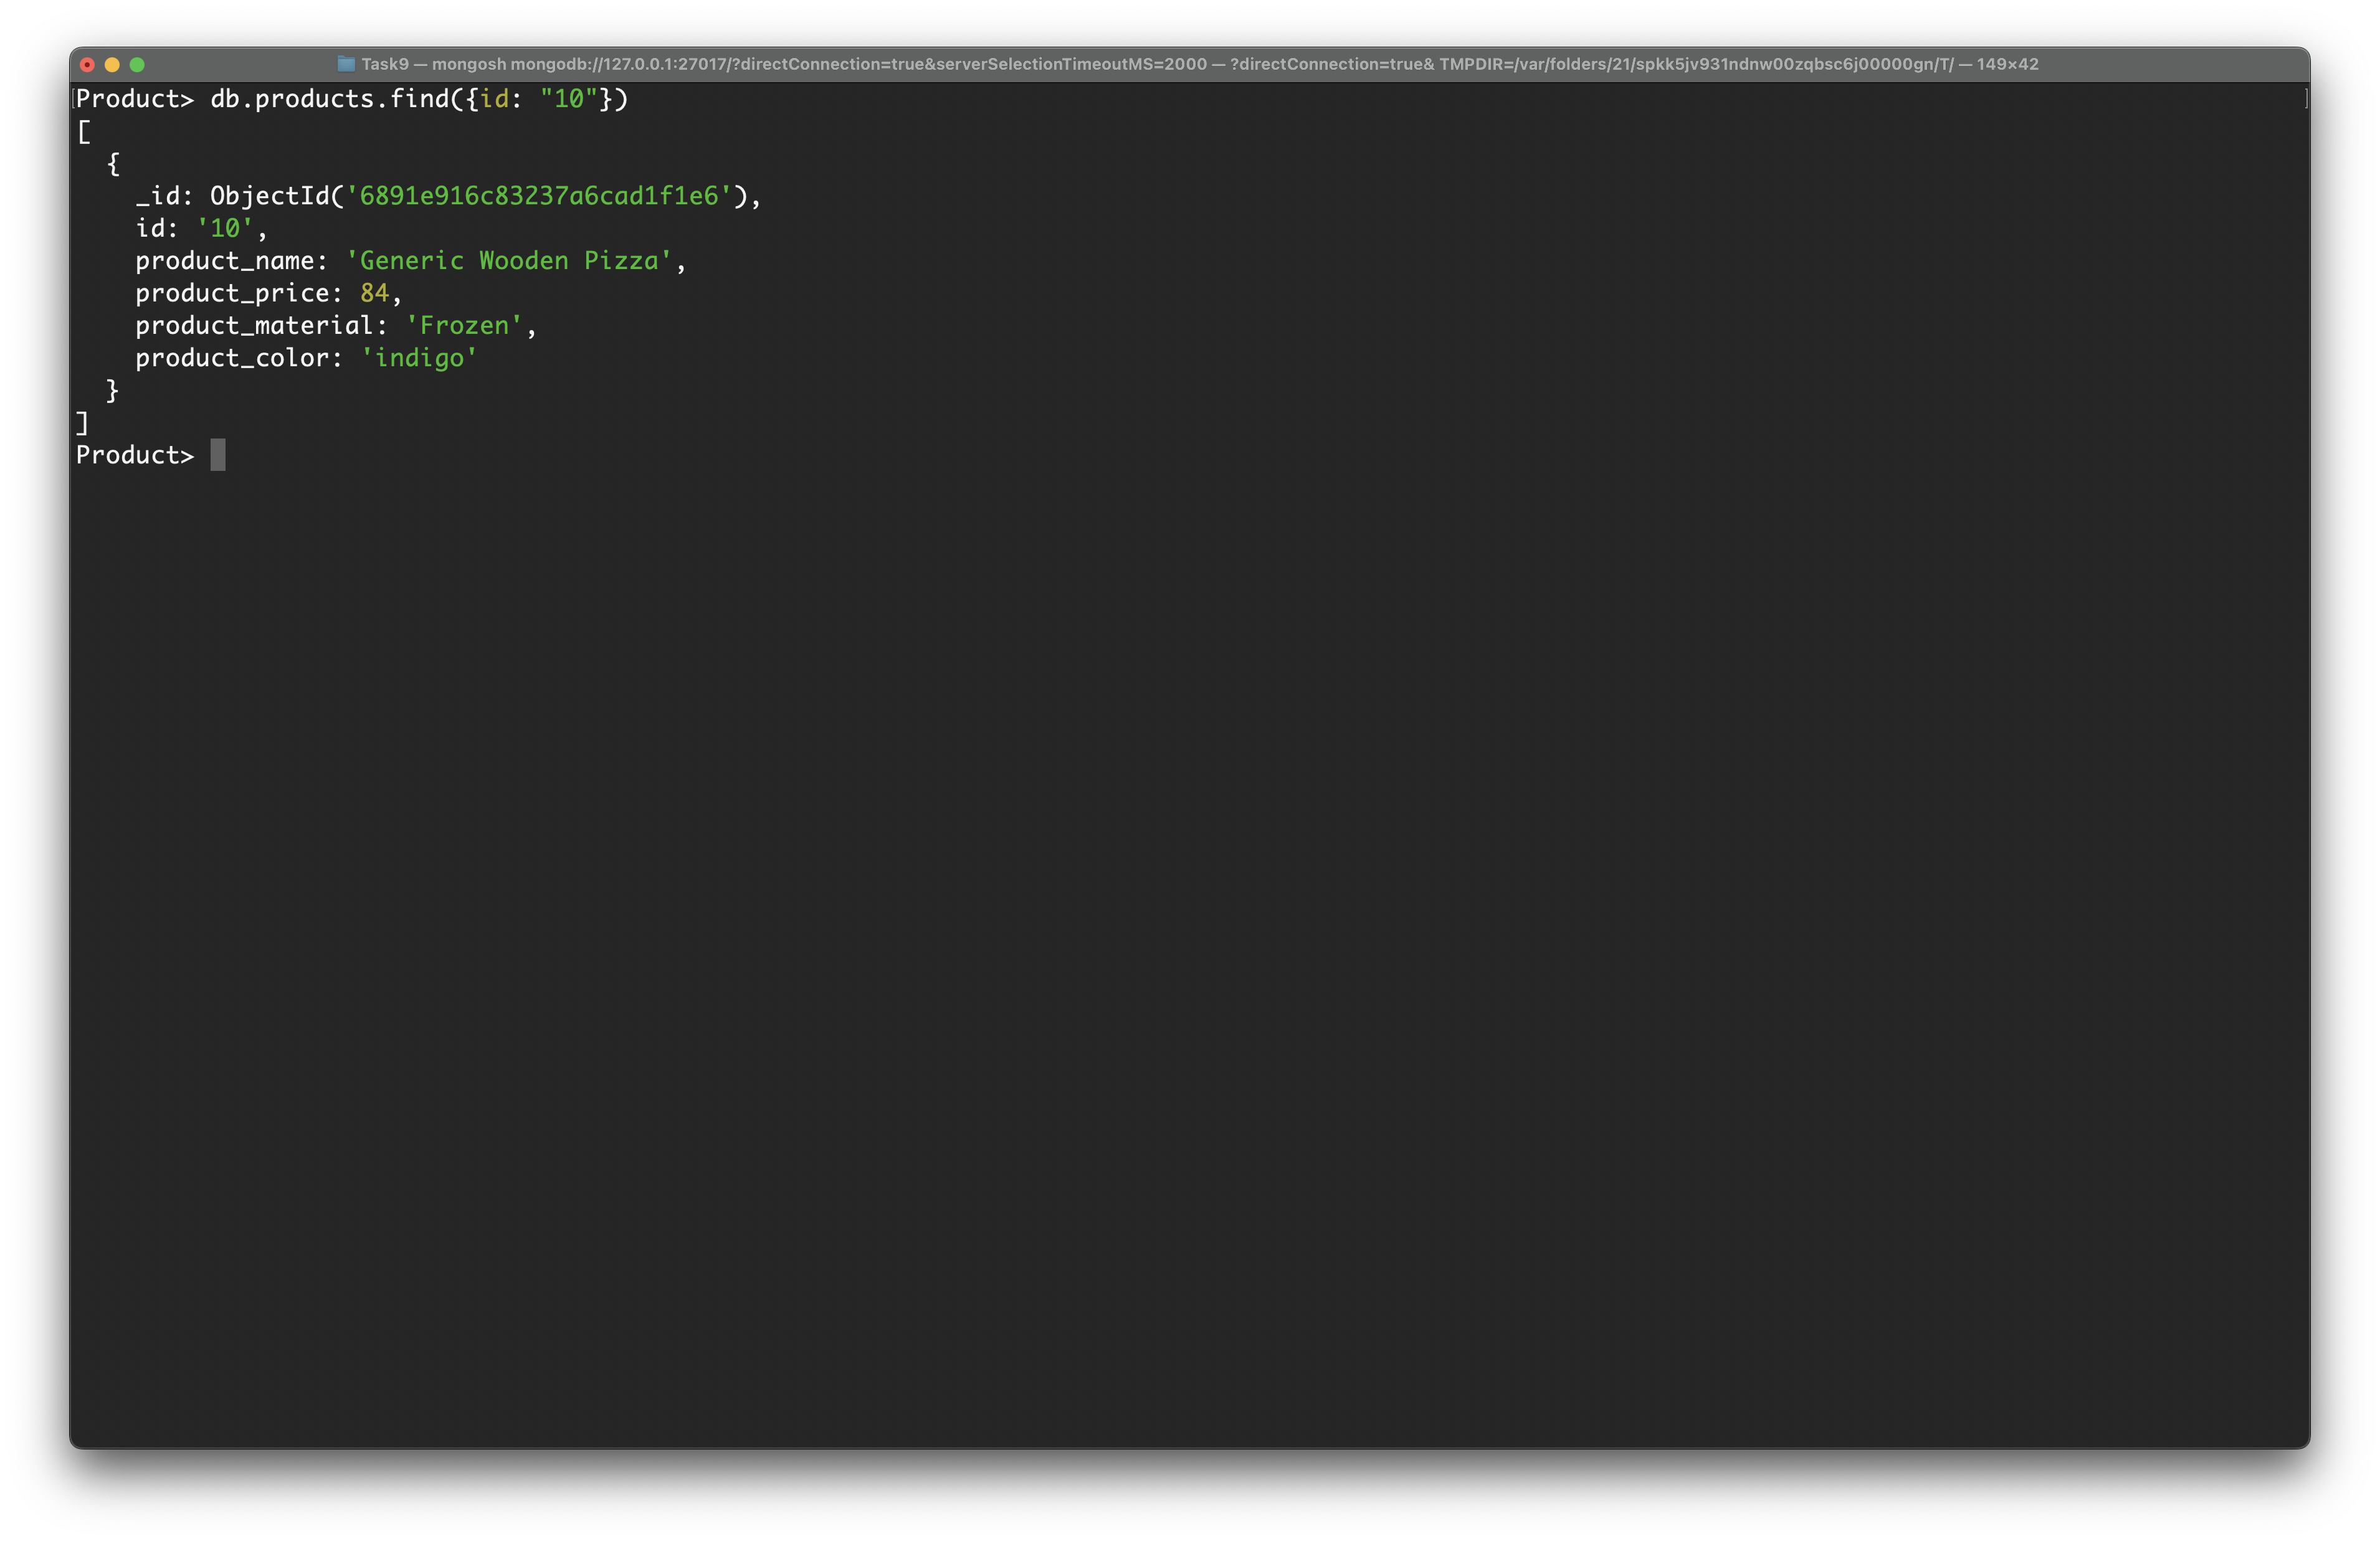 Task9 — mongosh mongodb://127.0.0.1:27017/?directConnection=true&serverSelectionTimeoutMS=2000 — ?directConnection=true& TMPDIR=/var/folders/21/spkk5jv931ndnw00zqbsc6j00000gn/T/ — 149×42
[Product> db.products.find({id: "10"}) ]
[
  {
    _id: ObjectId('6891e916c83237a6cad1f1e6'),
    id: '10',
    product_name: 'Generic Wooden Pizza',
    product_price: 84,
    product_material: 'Frozen',
    product_color: 'indigo'
  }
]
Product>